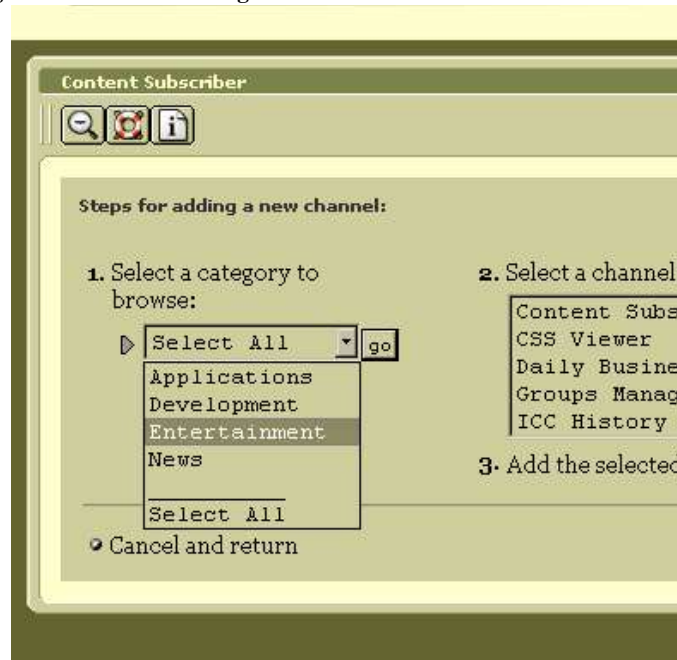 Content Subscriber
Steps for adding a new channel:
1. Select a category to
browse:
Select All
go
Applications
Development
Entertainment
News
Select All
2. Select a channel
Content Subs
CSS Viewer
Daily Busine
Groups Manag
ICC History
3. Add the selected
Cancel and return